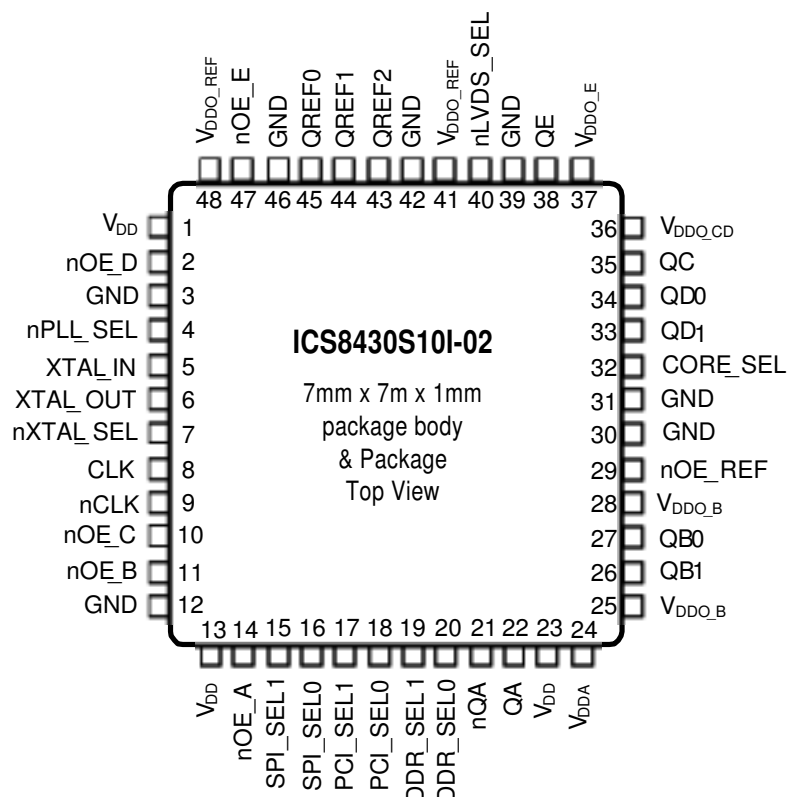 VDDO_REF
nOE_E
GND
QREF0
QREF1
QREF2
GND
VDDO_REF
nLVDS_SEL
GND
QE
VDDO_E
48 47 46 45 44 43 42 41 40 39 38 37
VDD 1
nOE_D 2
GND 3
nPLL_SEL 4
XTAL_IN 5
XTAL_OUT 6
nXTAL_SEL 7
CLK 8
nCLK 9
nOE_C 10
nOE_B 11
GND 12
ICS8430S10I-02
7mm x 7m x 1mm
package body
& Package
Top View
36 VDDO_CD
35 QC
34 QD0
33 QD1
32 CORE_SEL
31 GND
30 GND
29 nOE_REF
28 VDDO_B
27 QB0
26 QB1
25 VDDO_B
13 14 15 16 17 18 19 20 21 22 23 24
VDD
nOE_A
SPI_SEL1
SPI_SEL0
PCI_SEL1
PCI_SEL0
DDR_SEL1
DDR_SEL0
nQA
QA
VDD
VDDA